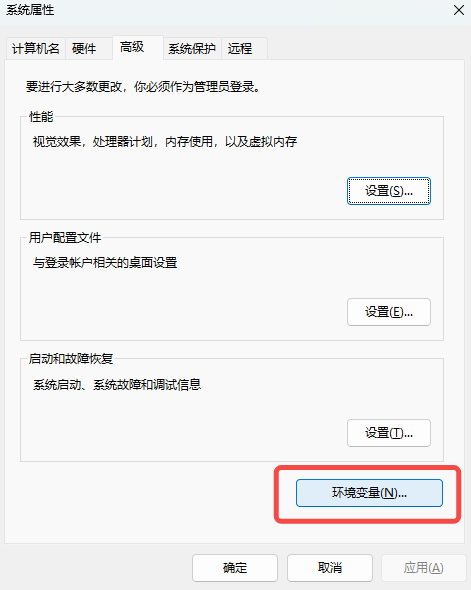 系统属性
计算机名 硬件 高级 系统保护 远程
要进行大多数更改，你必须作为管理员登录。
性能
视觉效果，处理器计划，内存使用，以及虚拟内存
设置(S)...
用户配置文件
与登录帐户相关的桌面设置
设置(E)...
启动和故障恢复
系统启动、系统故障和调试信息
设置(T)...
环境变量(N)...
确定 取消 应用(A)